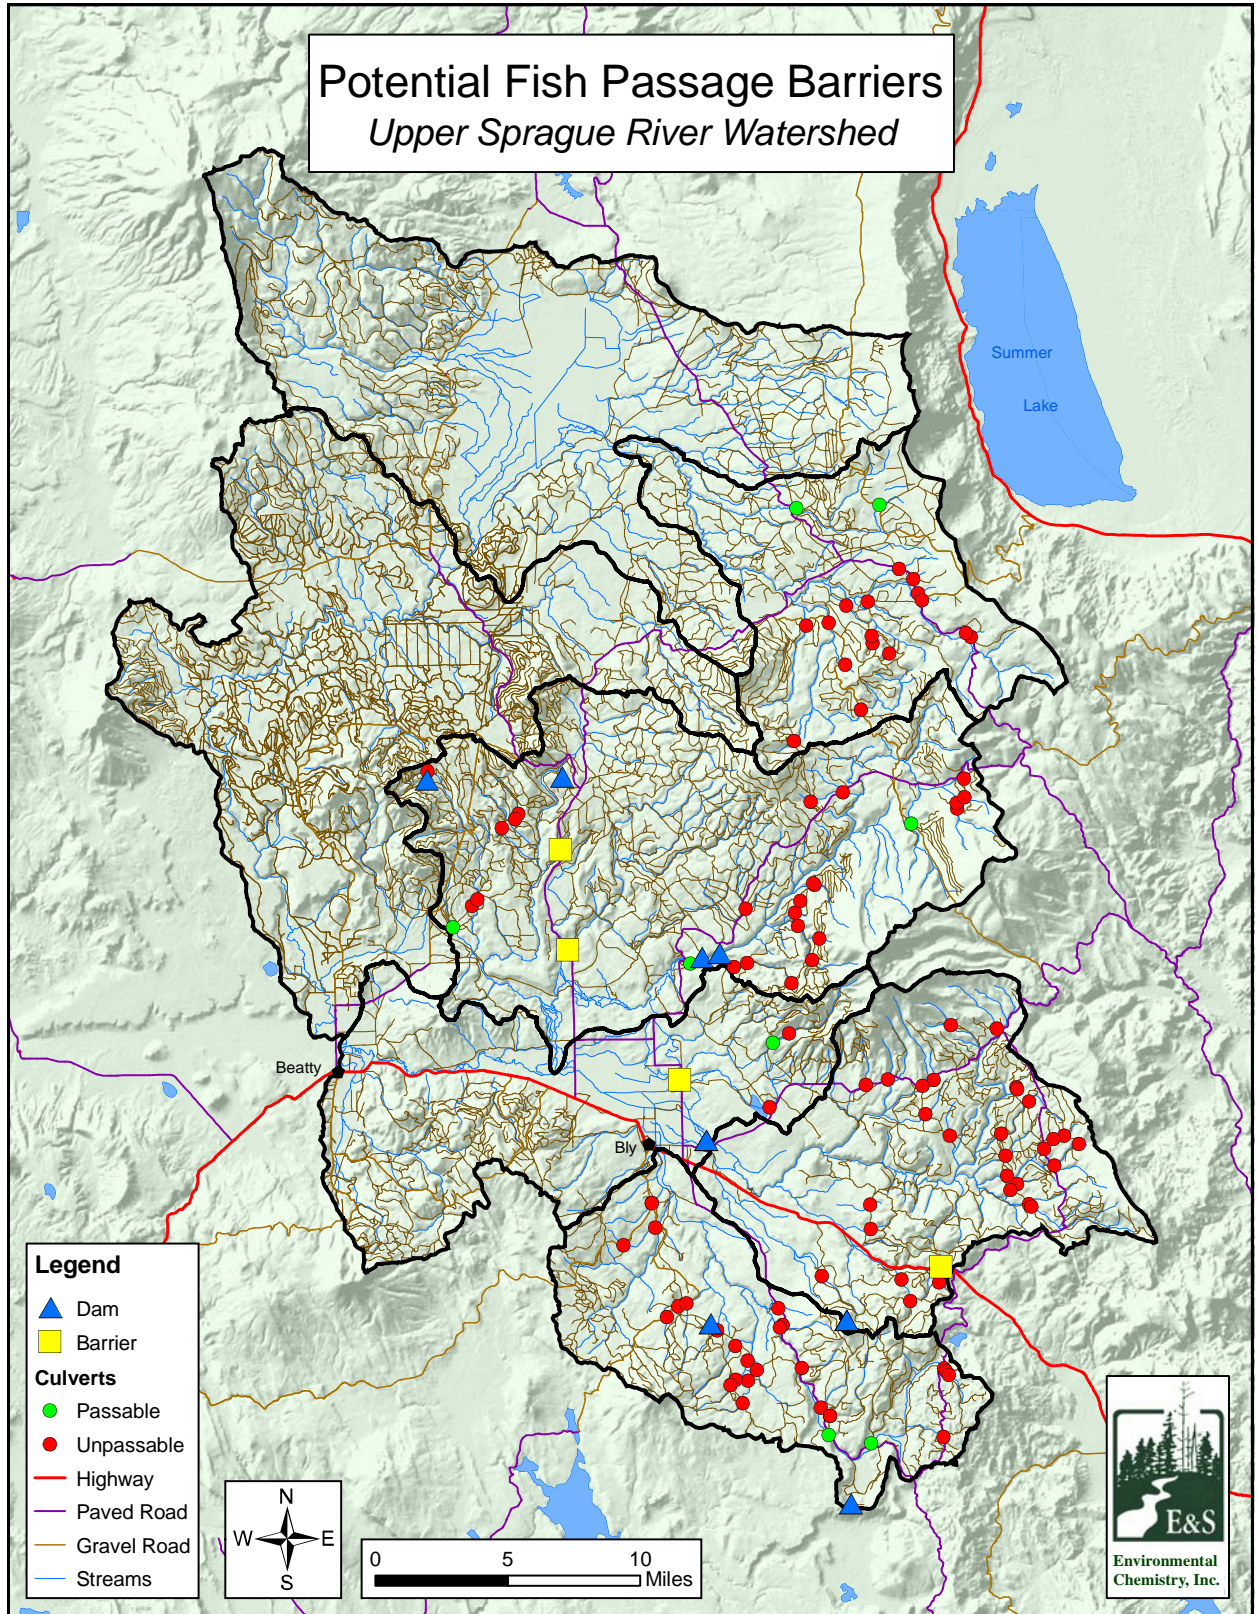 Potential Fish Passage Barriers
Upper Sprague River Watershed
Summer
Lake
Beatty
Bly
Legend
Dam
Barrier
Culverts
Passable
Unpassable
Highway
Paved Road
Gravel Road
Streams
N
W E
S
0 5 10
Miles
E&S
Environmental
Chemistry, Inc.